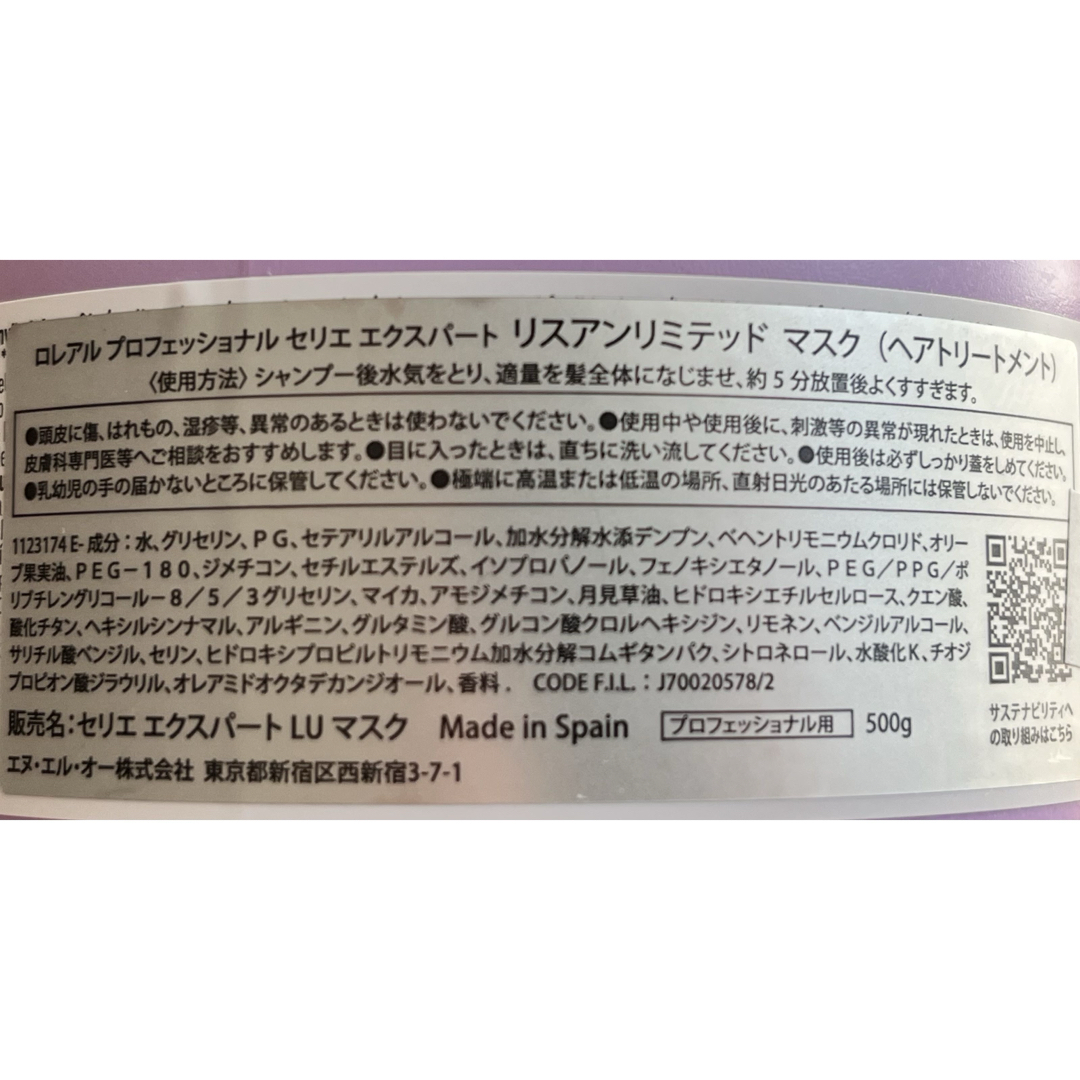 ロレアル プロフェッショナル セリエ エクスパート リスアンリミテッド マスク (ヘアトリートメント)
〈使用方法〉シャンプー後水気をとり、適量を髪全体になじませ、約5分放置後よくすすぎます。
●頭皮に傷、はれもの、湿疹等、異常のあるときは使わないでください。●使用中や使用後に、刺激等の異常が現れたときは、使用を中止し、
皮膚科専門医等へご相談をおすすめします。●目に入ったときは、直ちに洗い流してください。●使用後は必ずしっかり蓋をしめてください。
●乳幼児の手の届かないところに保管してください。●極端に高温または低温の場所、直射日光のあたる場所には保管しないでください。
1123174 E- 成分：水、グリセリン、PG、セテアリルアルコール、加水分解水添デンプン、ベヘントリモニウムクロリド、オリー
ブ果実油、PEG－180、ジメチコン、セチルエステルズ、イソプロパノール、フェノキシエタノール、PEG／PPG／ポ
リブチレングリコール－8／5／3グリセリン、マイカ、アモジメチコン、月見草油、ヒドロキシエチルセルロース、クエン酸、
酸化チタン、ヘキシルシンナマル、アルギニン、グルタミン酸、グルコン酸クロルヘキシジン、リモネン、ベンジルアルコール、
サリチル酸ベンジル、セリン、ヒドロキシプロピルトリモニウム加水分解コムギタンパク、シトロネロール、水酸化K、チオジ
プロピオン酸ジラウリル、オレアミドオクタデカンジオール、香料． CODE F.I.L.：J70020578/2
販売名：セリエ エクスパート LU マスク Made in Spain プロフェッショナル用 500g
エヌ・エル・オー株式会社 東京都新宿区西新宿3-7-1
サステナビリティへ
の取り組みはこちら